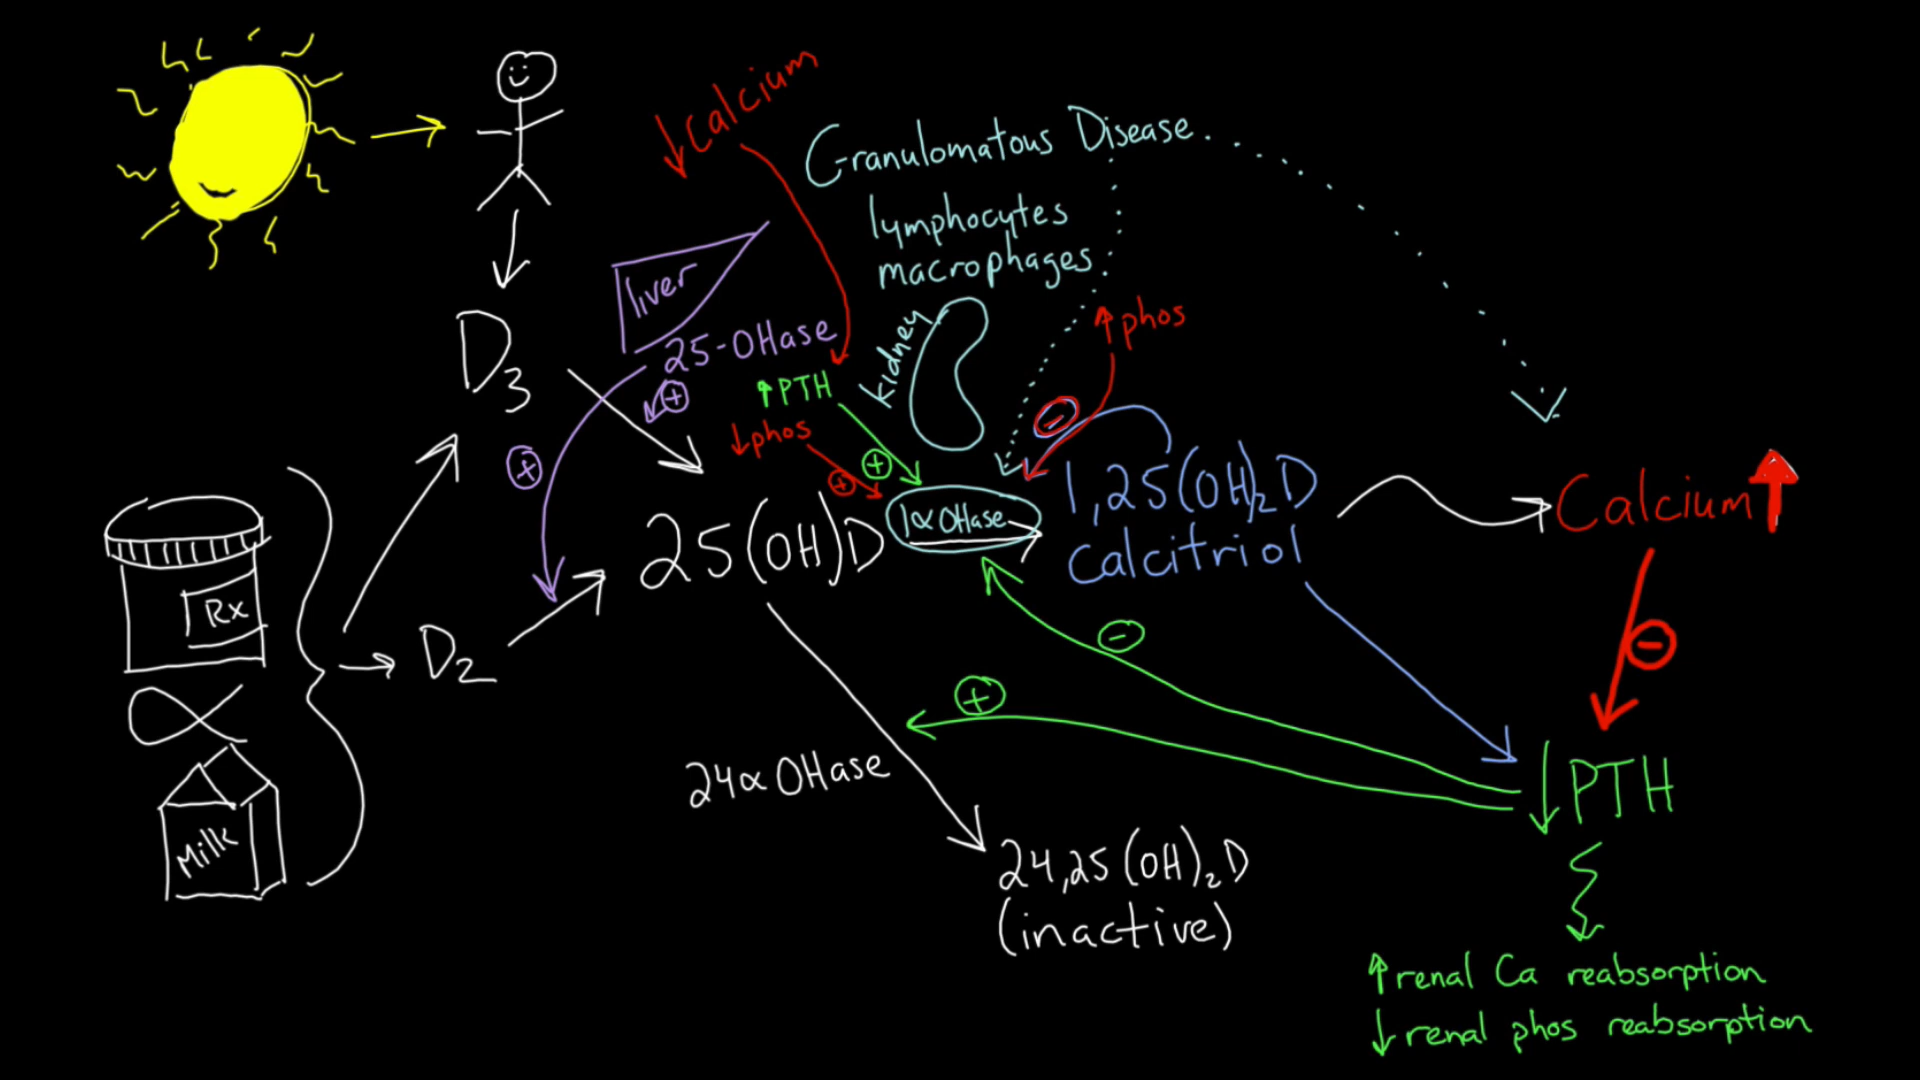 ↓ Calcium
Granulomatous Disease
lymphocytes
macrophages
liver
25-OHase
+
kidney
↑ phos
-
D3
↑ PTH
↓ phos
+
+
+
1α OHase
25(OH)D
1,25(OH)2D
Calcitriol
Calcium ↑
Rx
D2
-
-
+
24α OHase
↓ PTH
Milk
24,25(OH)2D
(inactive)
↑ renal Ca reabsorption
↓ renal phos reabsorption